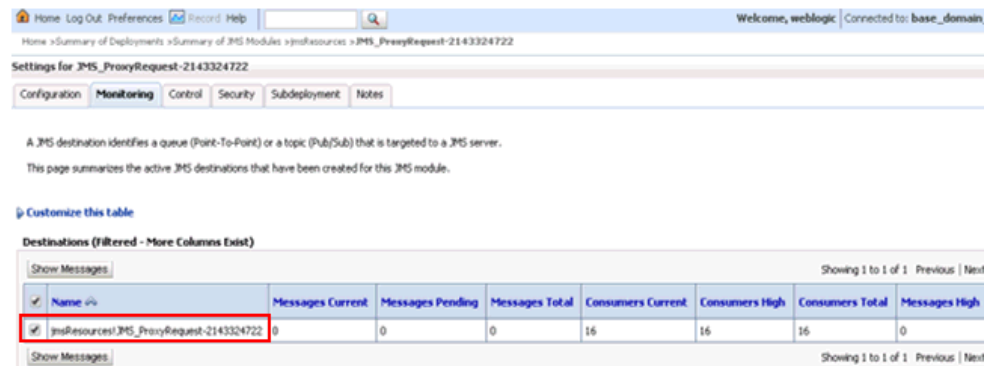 Home Log Out Preferences Record Help
Welcome, weblogic Connected to: base_domain
Home >Summary of Deployments >Summary of JMS Modules >jmsResources >JMS_ProxyRequest-2143324722
Settings for JMS_ProxyRequest-2143324722
Configuration Monitoring Control Security Subdeployment Notes
A JMS destination identifies a queue (Point-To-Point) or a topic (Pub/Sub) that is targeted to a JMS server.
This page summarizes the active JMS destinations that have been created for this JMS module.
Customize this table
Destinations (Filtered - More Columns Exist)
Show Messages Showing 1 to 1 of 1 Previous | Next
Name Messages Current Messages Pending Messages Total Consumers Current Consumers High Consumers Total Messages High
jmsResources!JMS_ProxyRequest-2143324722 0 0 0 16 16 16 0
Show Messages Showing 1 to 1 of 1 Previous | Next